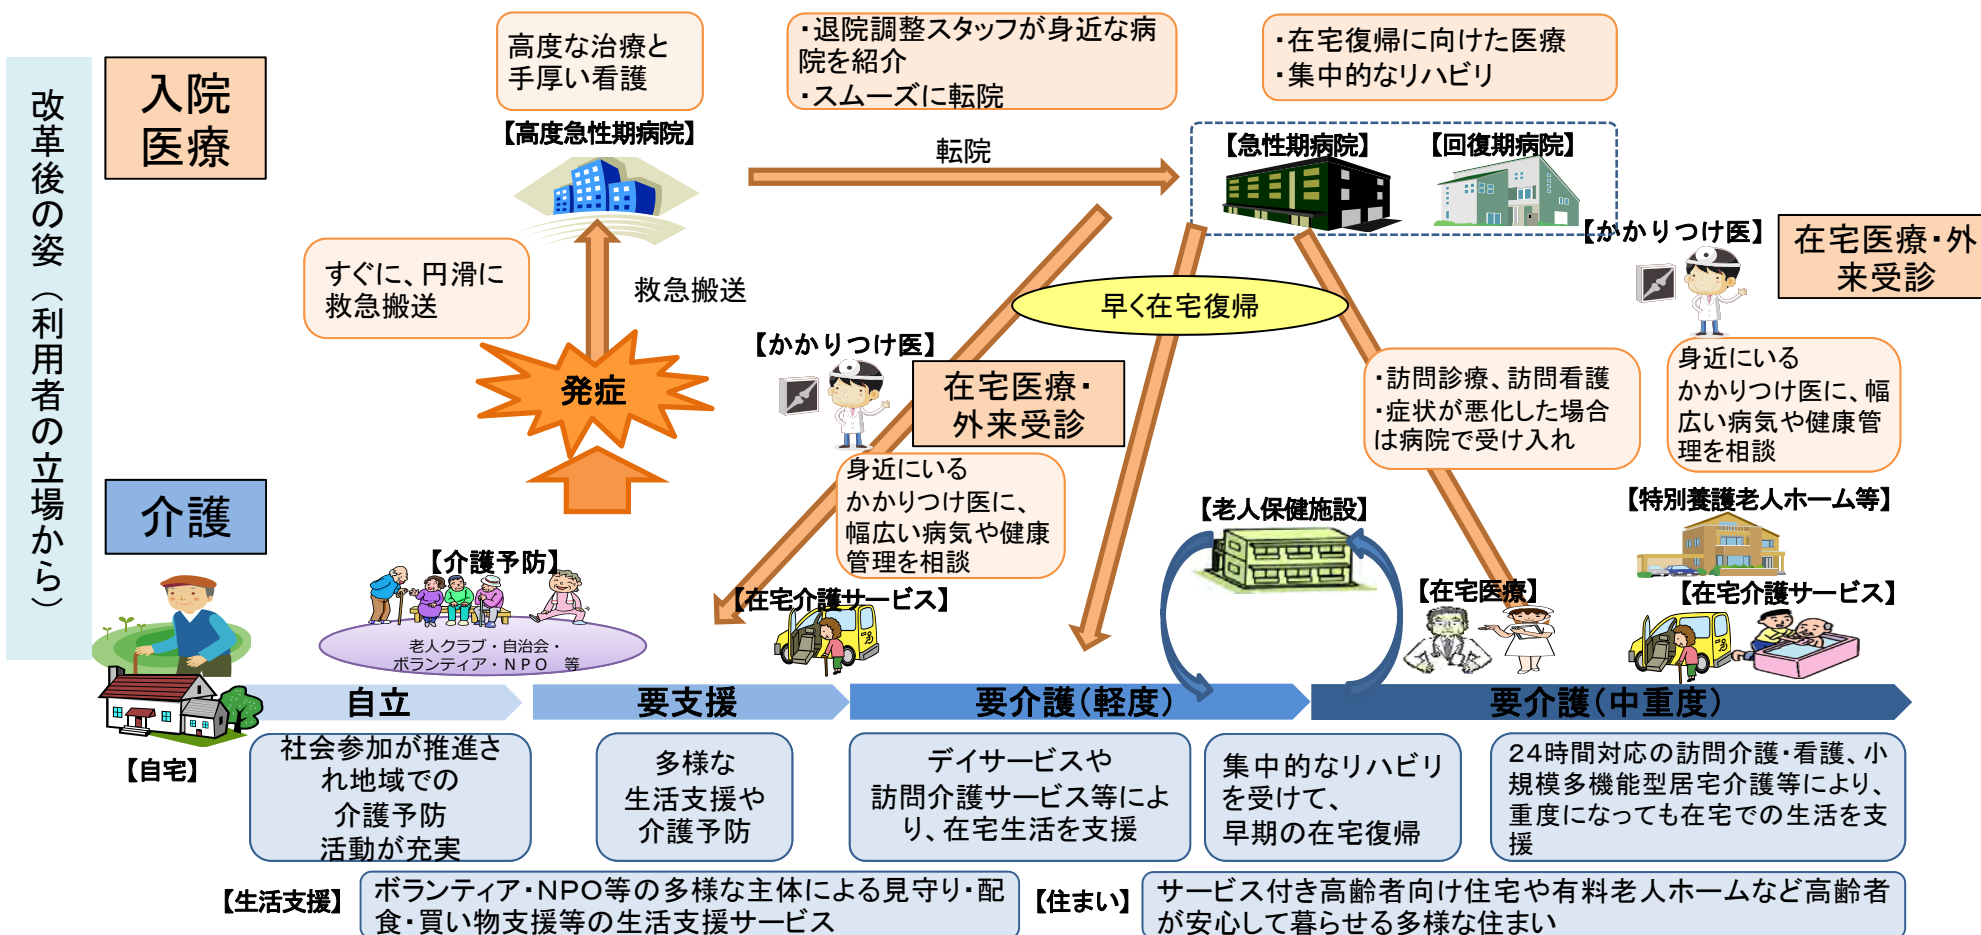 改革後の姿（利用者の立場から）
入院
医療
高度な治療と
手厚い看護
・退院調整スタッフが身近な病
院を紹介
・スムーズに転院
・在宅復帰に向けた医療
・集中的なリハビリ
【高度急性期病院】
転院
【急性期病院】
【回復期病院】
すぐに、円滑に
救急搬送
救急搬送
早く在宅復帰
【かかりつけ医】
在宅医療・外
来受診
発症
【かかりつけ医】
在宅医療・
外来受診
・訪問診療、訪問看護
・症状が悪化した場合
は病院で受け入れ
身近にいる
かかりつけ医に、幅
広い病気や健康管
理を相談
身近にいる
かかりつけ医に、
幅広い病気や健康
管理を相談
介護
【介護予防】
老人クラブ・自治会・
ボランティア・ＮＰＯ　等
【在宅介護サービス】
【老人保健施設】
【在宅医療】
【特別養護老人ホーム等】
【在宅介護サービス】
【自宅】
自立
要支援
要介護（軽度）
要介護（中重度）
社会参加が推進さ
れ地域での
介護予防
活動が充実
多様な
生活支援や
介護予防
デイサービスや
訪問介護サービス等によ
り、在宅生活を支援
集中的なリハビリ
を受けて、
早期の在宅復帰
２４時間対応の訪問介護・看護、小
規模多機能型居宅介護等により、
重度になっても在宅での生活を支
援
【生活支援】
ボランティア・ＮＰＯ等の多様な主体による見守り・配
食・買い物支援等の生活支援サービス
【住まい】
サービス付き高齢者向け住宅や有料老人ホームなど高齢者
が安心して暮らせる多様な住まい